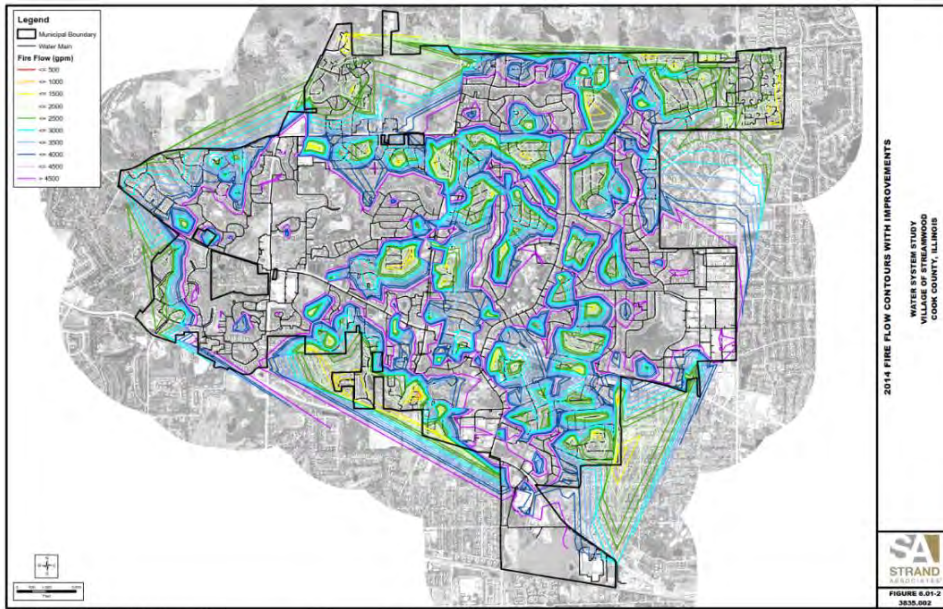 Legend
Municipal Boundary
Water Main
Fire Flow (gpm)
<= 500
<= 1000
<= 1500
<= 2000
<= 2500
<= 3000
<= 3500
<= 4000
<= 4500
> 4500
2014 FIRE FLOW CONTOURS WITH IMPROVEMENTS
WATER SYSTEM STUDY
VILLAGE OF STREAMWOOD
COOK COUNTY, ILLINOIS
SA
STRAND
ASSOCIATES
FIGURE 6.01-2
3835.002